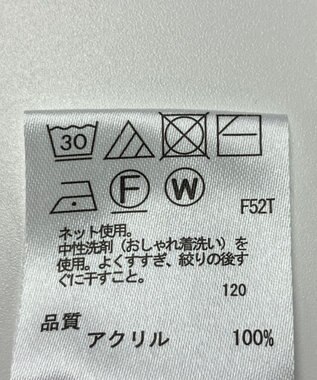 30
F W
F52T
ネット使用。
中性洗剤（おしゃれ着洗い）を
使用。よくすすぎ、絞りの後す
ぐに干すこと。
120
品質
アクリル 100%